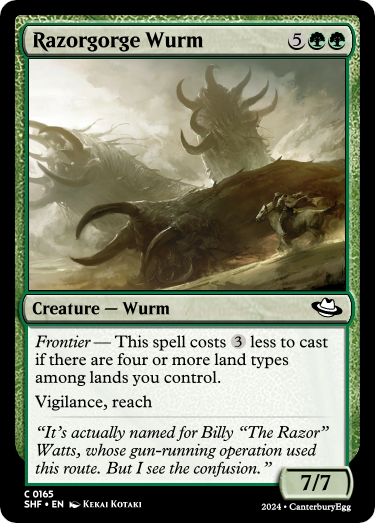 Razorgorge Wurm 5
Creature — Wurm
Frontier — This spell costs 3 less to cast
if there are four or more land types
among lands you control.
Vigilance, reach
“It’s actually named for Billy “The Razor”
Watts, whose gun-running operation used
this route. But I see the confusion.”
7/7
C 0165
SHF • EN Kekai Kotaki
2024 • CanterburyEgg